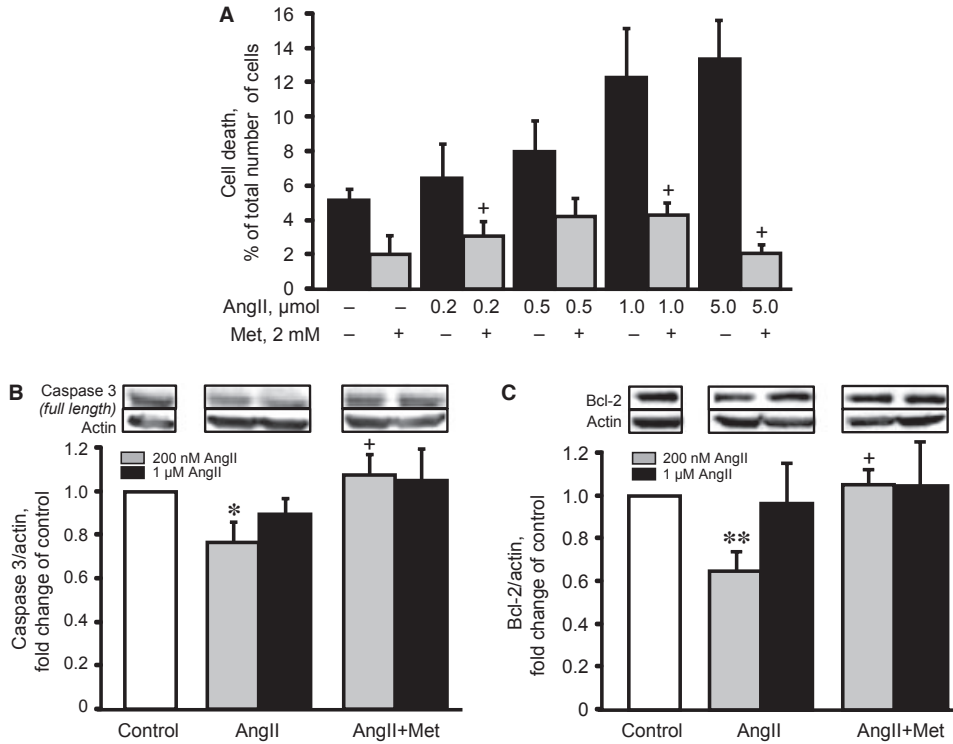 A
Cell death,
% of total number of cells
16
14
12
10
8
6
4
2
0
+ + +
AngII, µmol – – 0.2 0.2 0.5 0.5 1.0 1.0 5.0 5.0
Met, 2 mM – + – + – + – + – +
B
Caspase 3
(full length)
Actin
200 nM AngII
1 µM AngII
Caspase 3/actin,
fold change of control
1.2
1.0
0.8
0.6
0.4
1.2
0
* +
Control AngII AngII+Met
C
Bcl-2
Actin
200 nM AngII
1 µM AngII
Bcl-2/actin,
fold change of control
1.2
1.0
0.8
0.6
0.4
0.2
0
** +
Control AngII AngII+Met